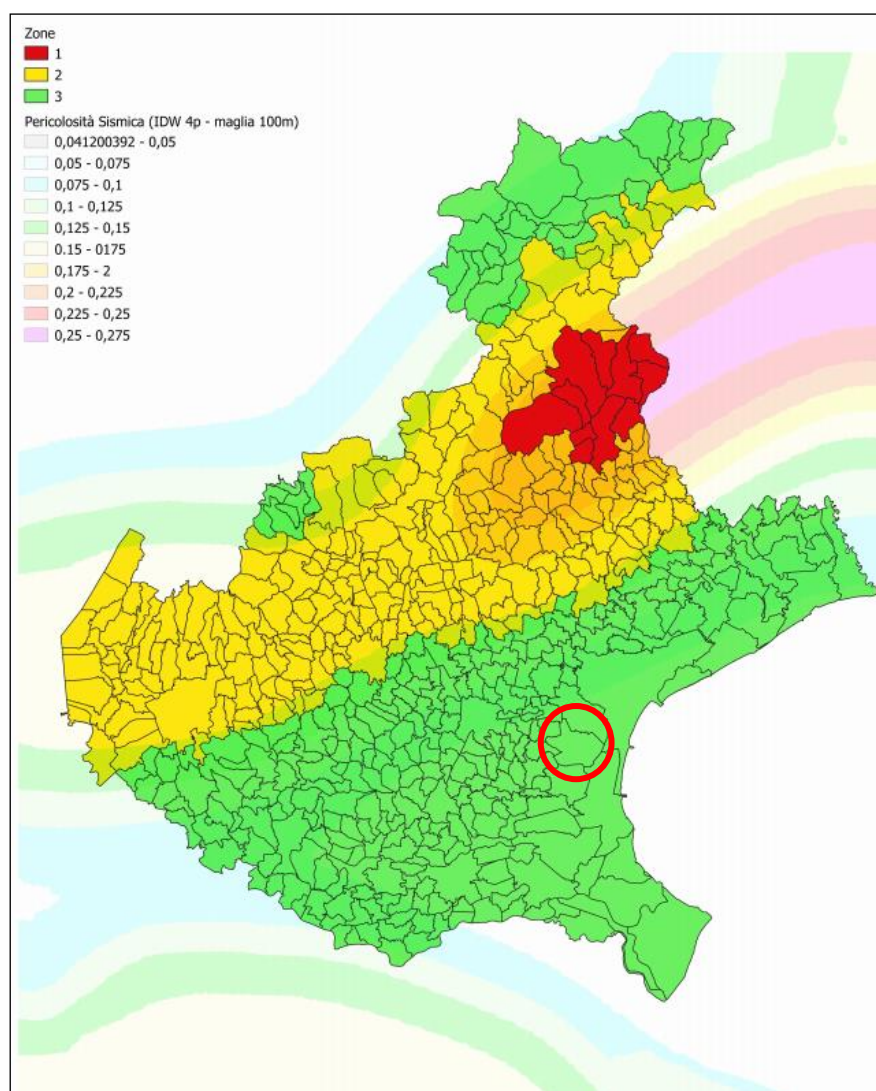 Zone
1
2
3
Pericolosità Sismica (IDW 4p - maglia 100m)
0,041200392 - 0,05
0,05 - 0,075
0,075 - 0,1
0,1 - 0,125
0,125 - 0,15
0.15 - 0175
0,175 - 2
0,2 - 0,225
0,225 - 0,25
0,25 - 0,275